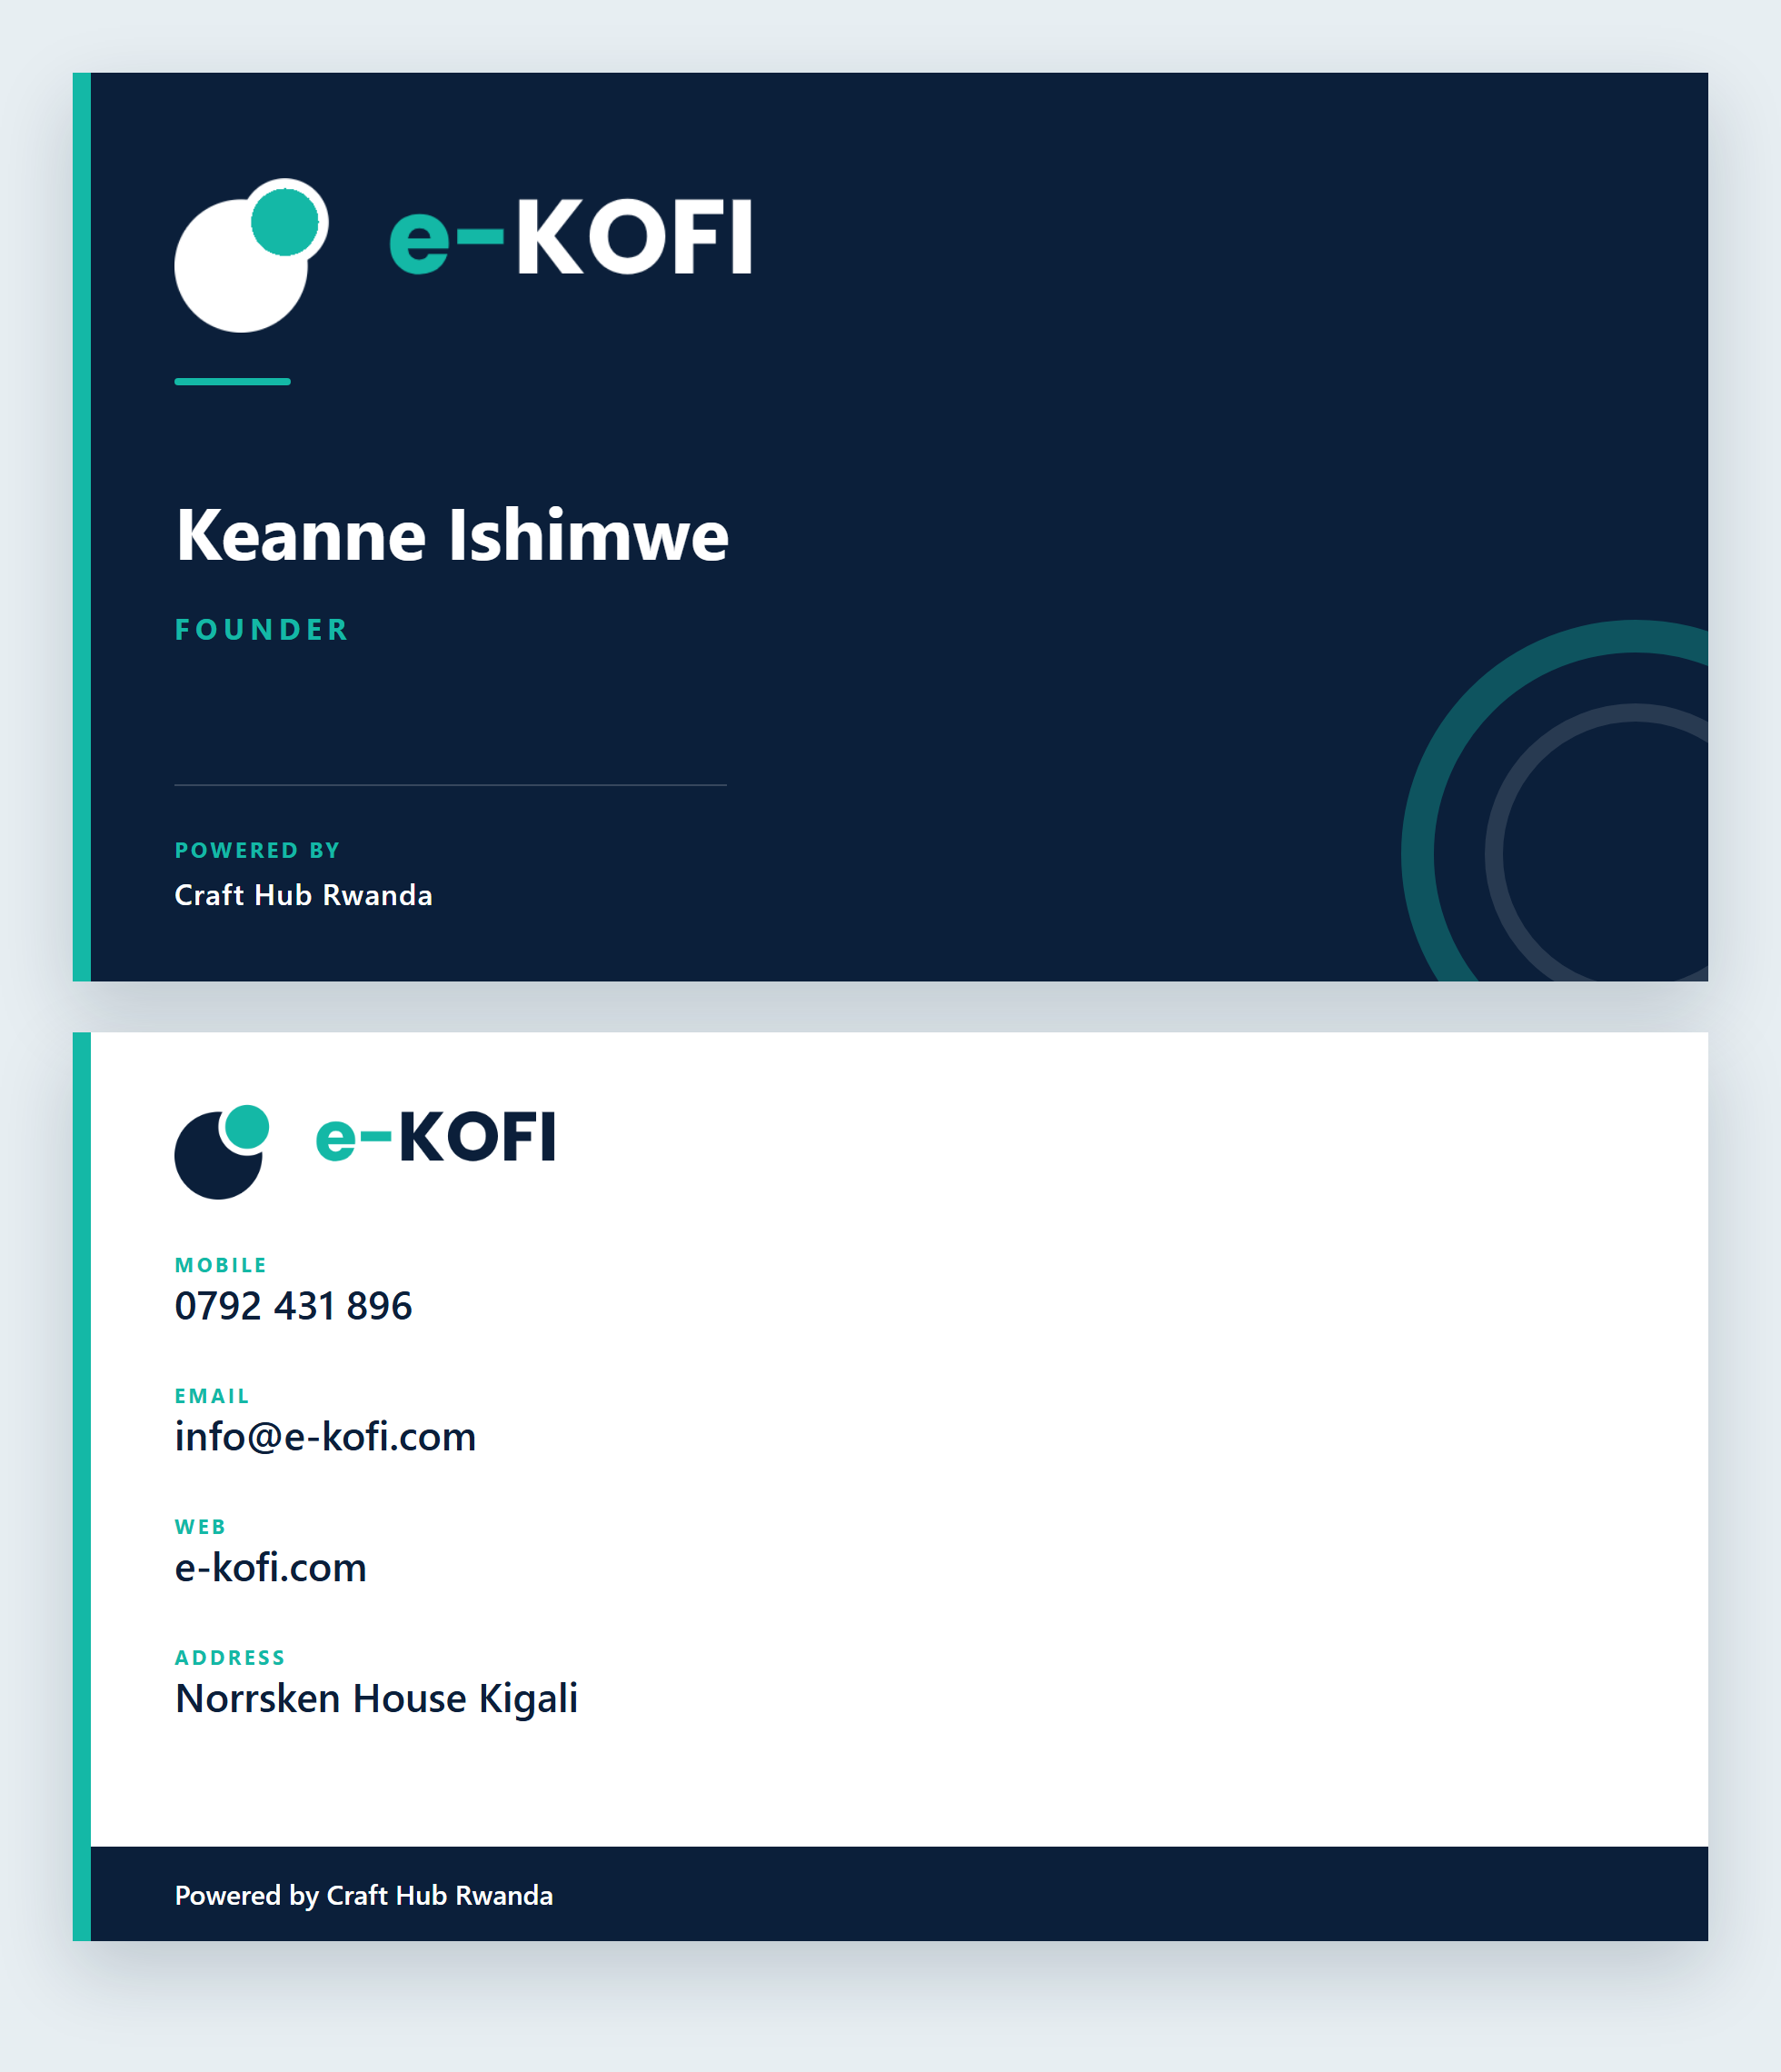 e-KOFI
Keanne Ishimwe
FOUNDER
POWERED BY
Craft Hub Rwanda
e-KOFI
MOBILE
0792 431 896
EMAIL
info@e-kofi.com
WEB
e-kofi.com
ADDRESS
Norrsken House Kigali
Powered by Craft Hub Rwanda